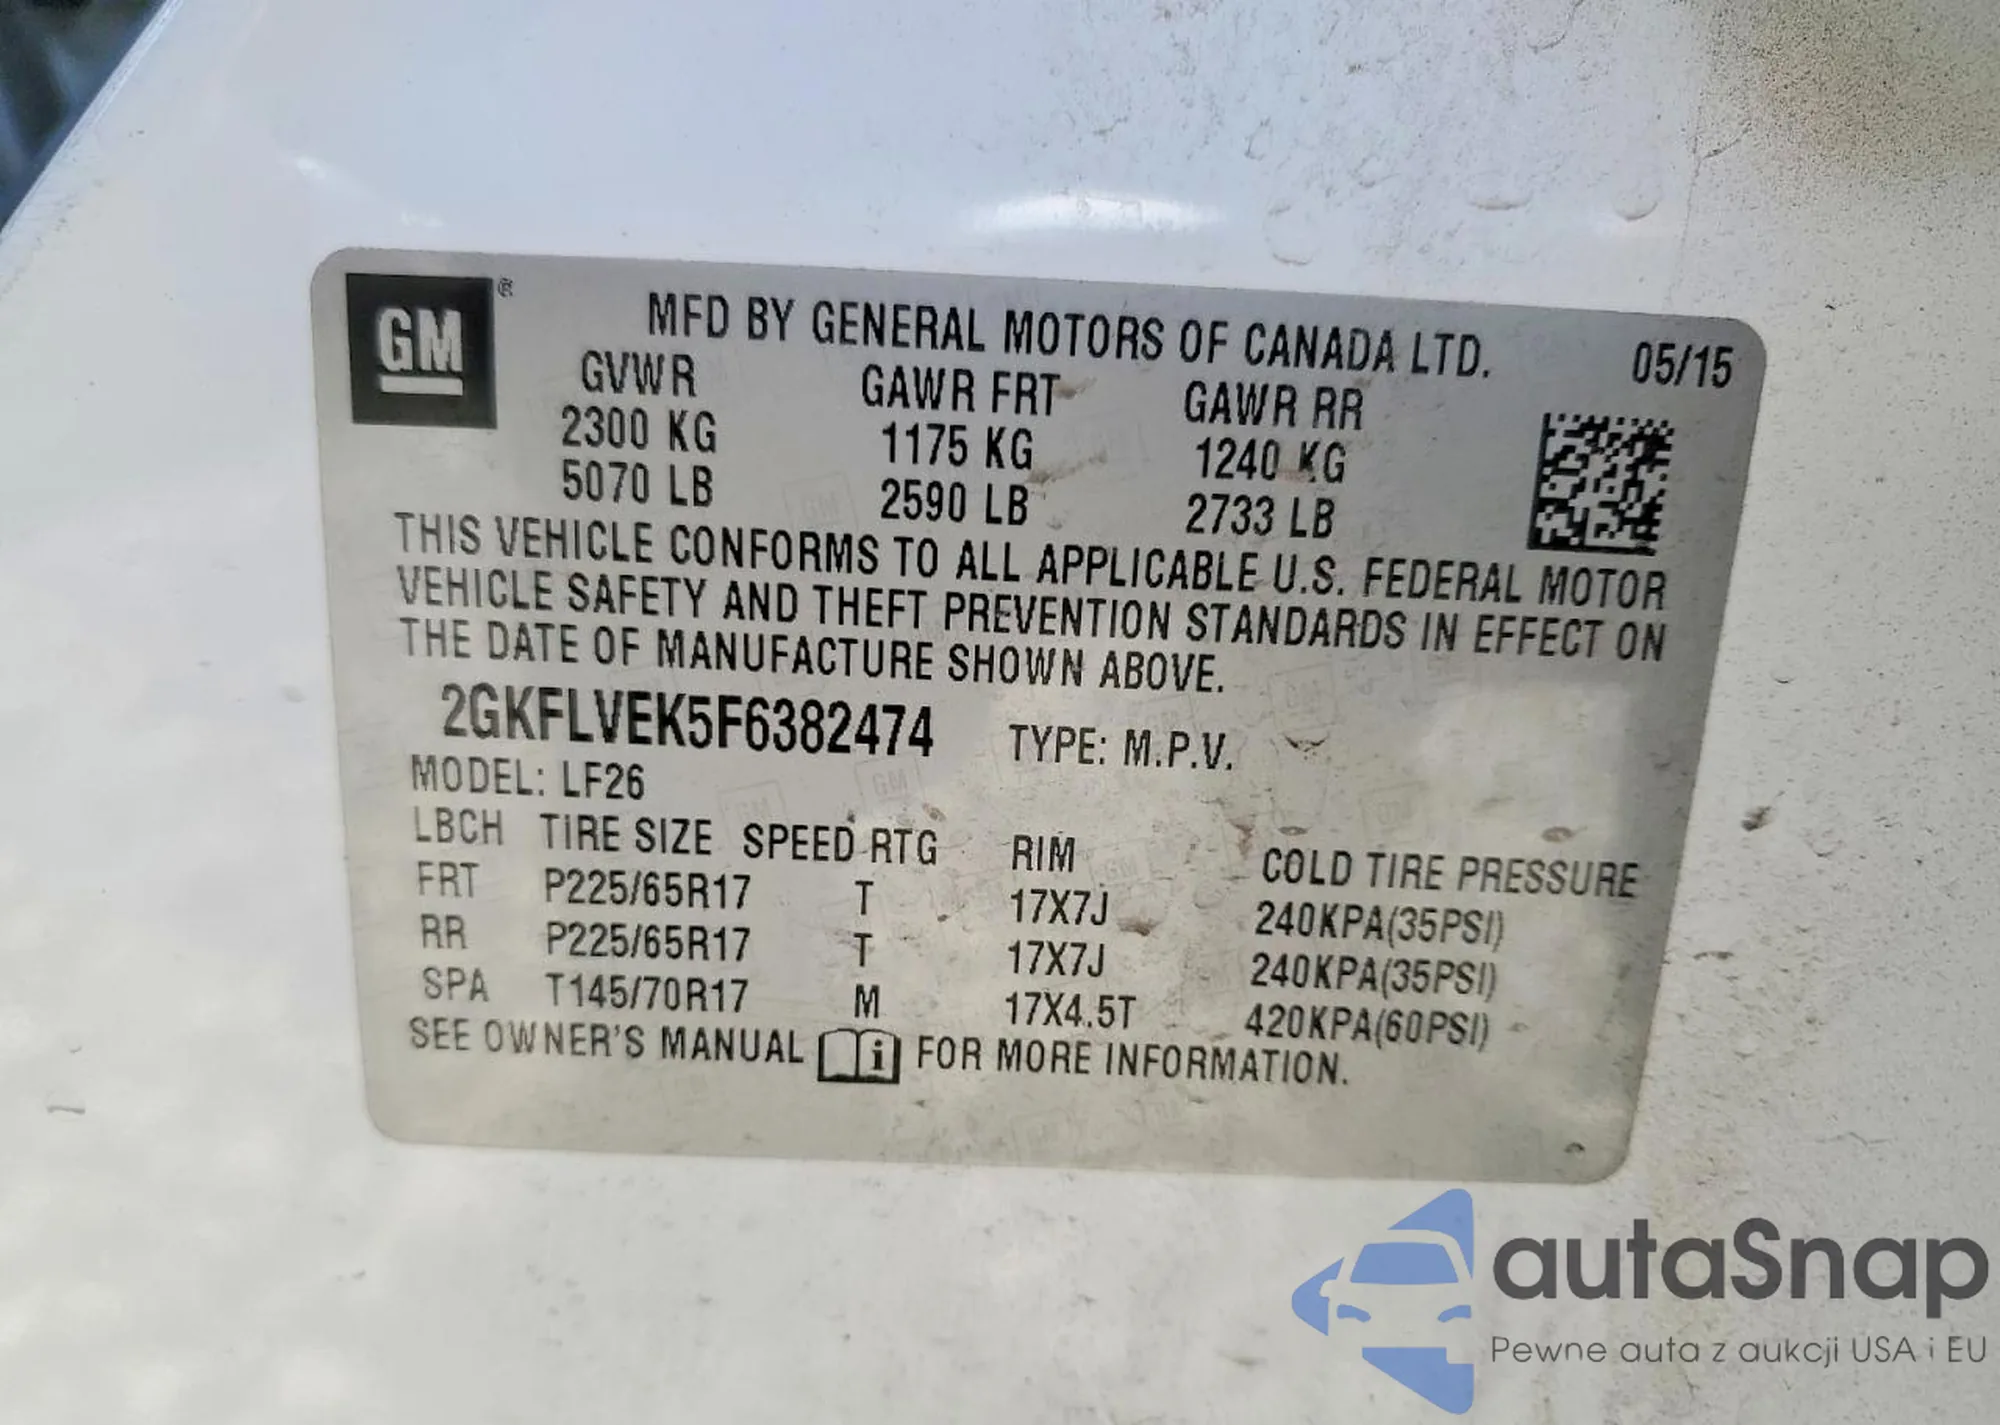 GM®
MFD BY GENERAL MOTORS OF CANADA LTD. 05/15
GVWR GAWR FRT GAWR RR
2300 KG 1175 KG 1240 KG
5070 LB 2590 LB 2733 LB
THIS VEHICLE CONFORMS TO ALL APPLICABLE U.S. FEDERAL MOTOR
VEHICLE SAFETY AND THEFT PREVENTION STANDARDS IN EFFECT ON
THE DATE OF MANUFACTURE SHOWN ABOVE.
2GKFLVEK5F6382474 TYPE: M.P.V.
MODEL: LF26
LBCH TIRE SIZE SPEED RTG RIM COLD TIRE PRESSURE
FRT P225/65R17 T 17X7J 240KPA(35PSI)
RR P225/65R17 T 17X7J 240KPA(35PSI)
SPA T145/70R17 M 17X4.5T 420KPA(60PSI)
SEE OWNER'S MANUAL i FOR MORE INFORMATION.
autaSnap
Pewne auta z aukcji USA i EU